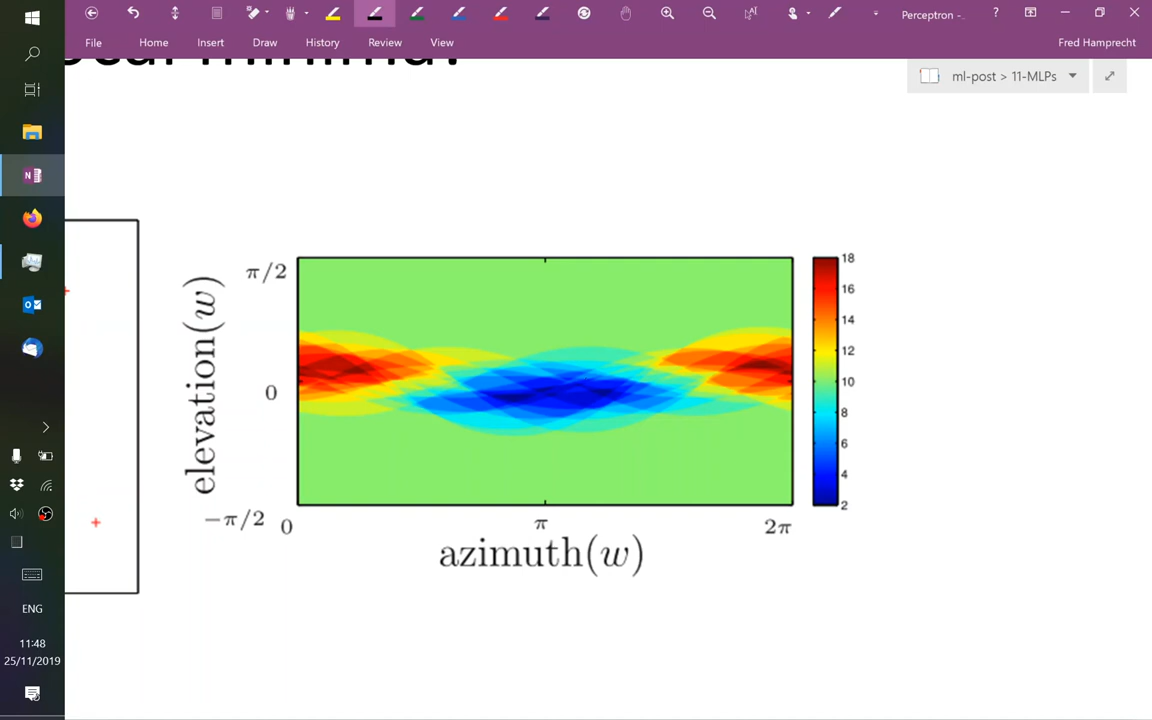 Perceptron -..
?
File
Home
Insert
Draw
History
Review
View
Fred Hamprecht
ml-post > 11-MLPs
elevation(w)
π/2
0
−π/2
0
π
2π
azimuth(w)
18
16
14
12
10
8
6
4
2
ENG
11:48
25/11/2019